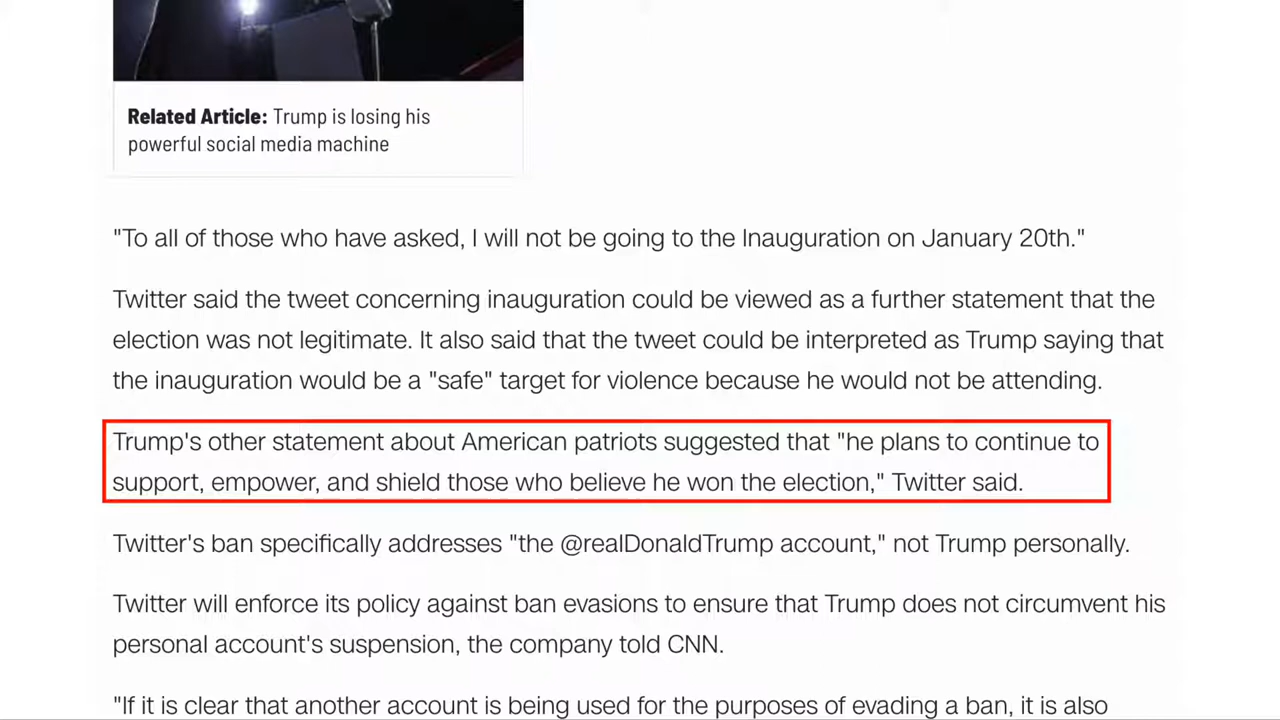 Related Article: Trump is losing his
powerful social media machine
"To all of those who have asked, I will not be going to the Inauguration on January 20th."
Twitter said the tweet concerning inauguration could be viewed as a further statement that the
election was not legitimate. It also said that the tweet could be interpreted as Trump saying that
the inauguration would be a "safe" target for violence because he would not be attending.
Trump's other statement about American patriots suggested that "he plans to continue to
support, empower, and shield those who believe he won the election," Twitter said.
Twitter's ban specifically addresses "the @realDonaldTrump account," not Trump personally.
Twitter will enforce its policy against ban evasions to ensure that Trump does not circumvent his
personal account's suspension, the company told CNN.
"If it is clear that another account is being used for the purposes of evading a ban, it is also